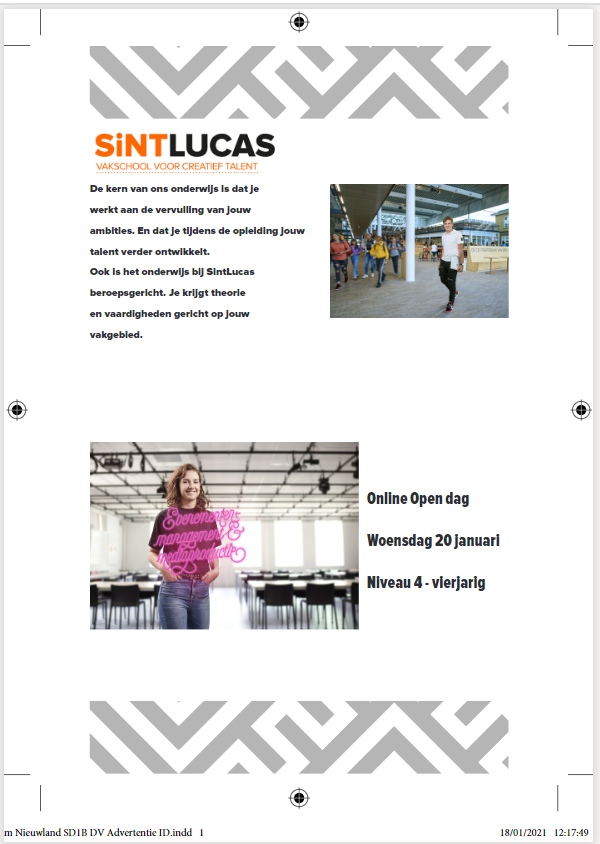 SiNTLUCAS
VAKSCHOOL VOOR CREATIEF TALENT
De kern van ons onderwijs is dat je
werkt aan de vervulling van jouw
ambities. En dat je tijdens de opleiding jouw
talent verder ontwikkelt.
Ook is het onderwijs bij SintLucas
beroepsgericht. Je krijgt theorie
en vaardigheden gericht op jouw
vakgebied.
Evenementen-
management &
mediaproductie
Online Open dag
Woensdag 20 januari
Niveau 4 - vierjarig
m Nieuwland SD1B DV Advertentie ID.indd 1
18/01/2021 12:17:49